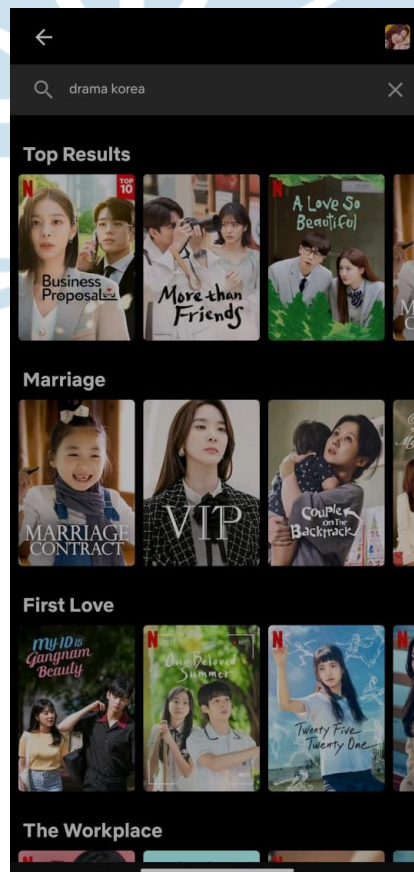 drama korea
Top Results
N
TOP
10
Business
Proposal
More than
Friends
N
A Love So
Beautiful
Marriage
MARRIAGE
CONTRACT
VIP
Couple
on the
Backtrack
First Love
My ID is
Gangnam
Beauty
N
Our Beloved
Summer
N
Twenty Five
Twenty One
The Workplace